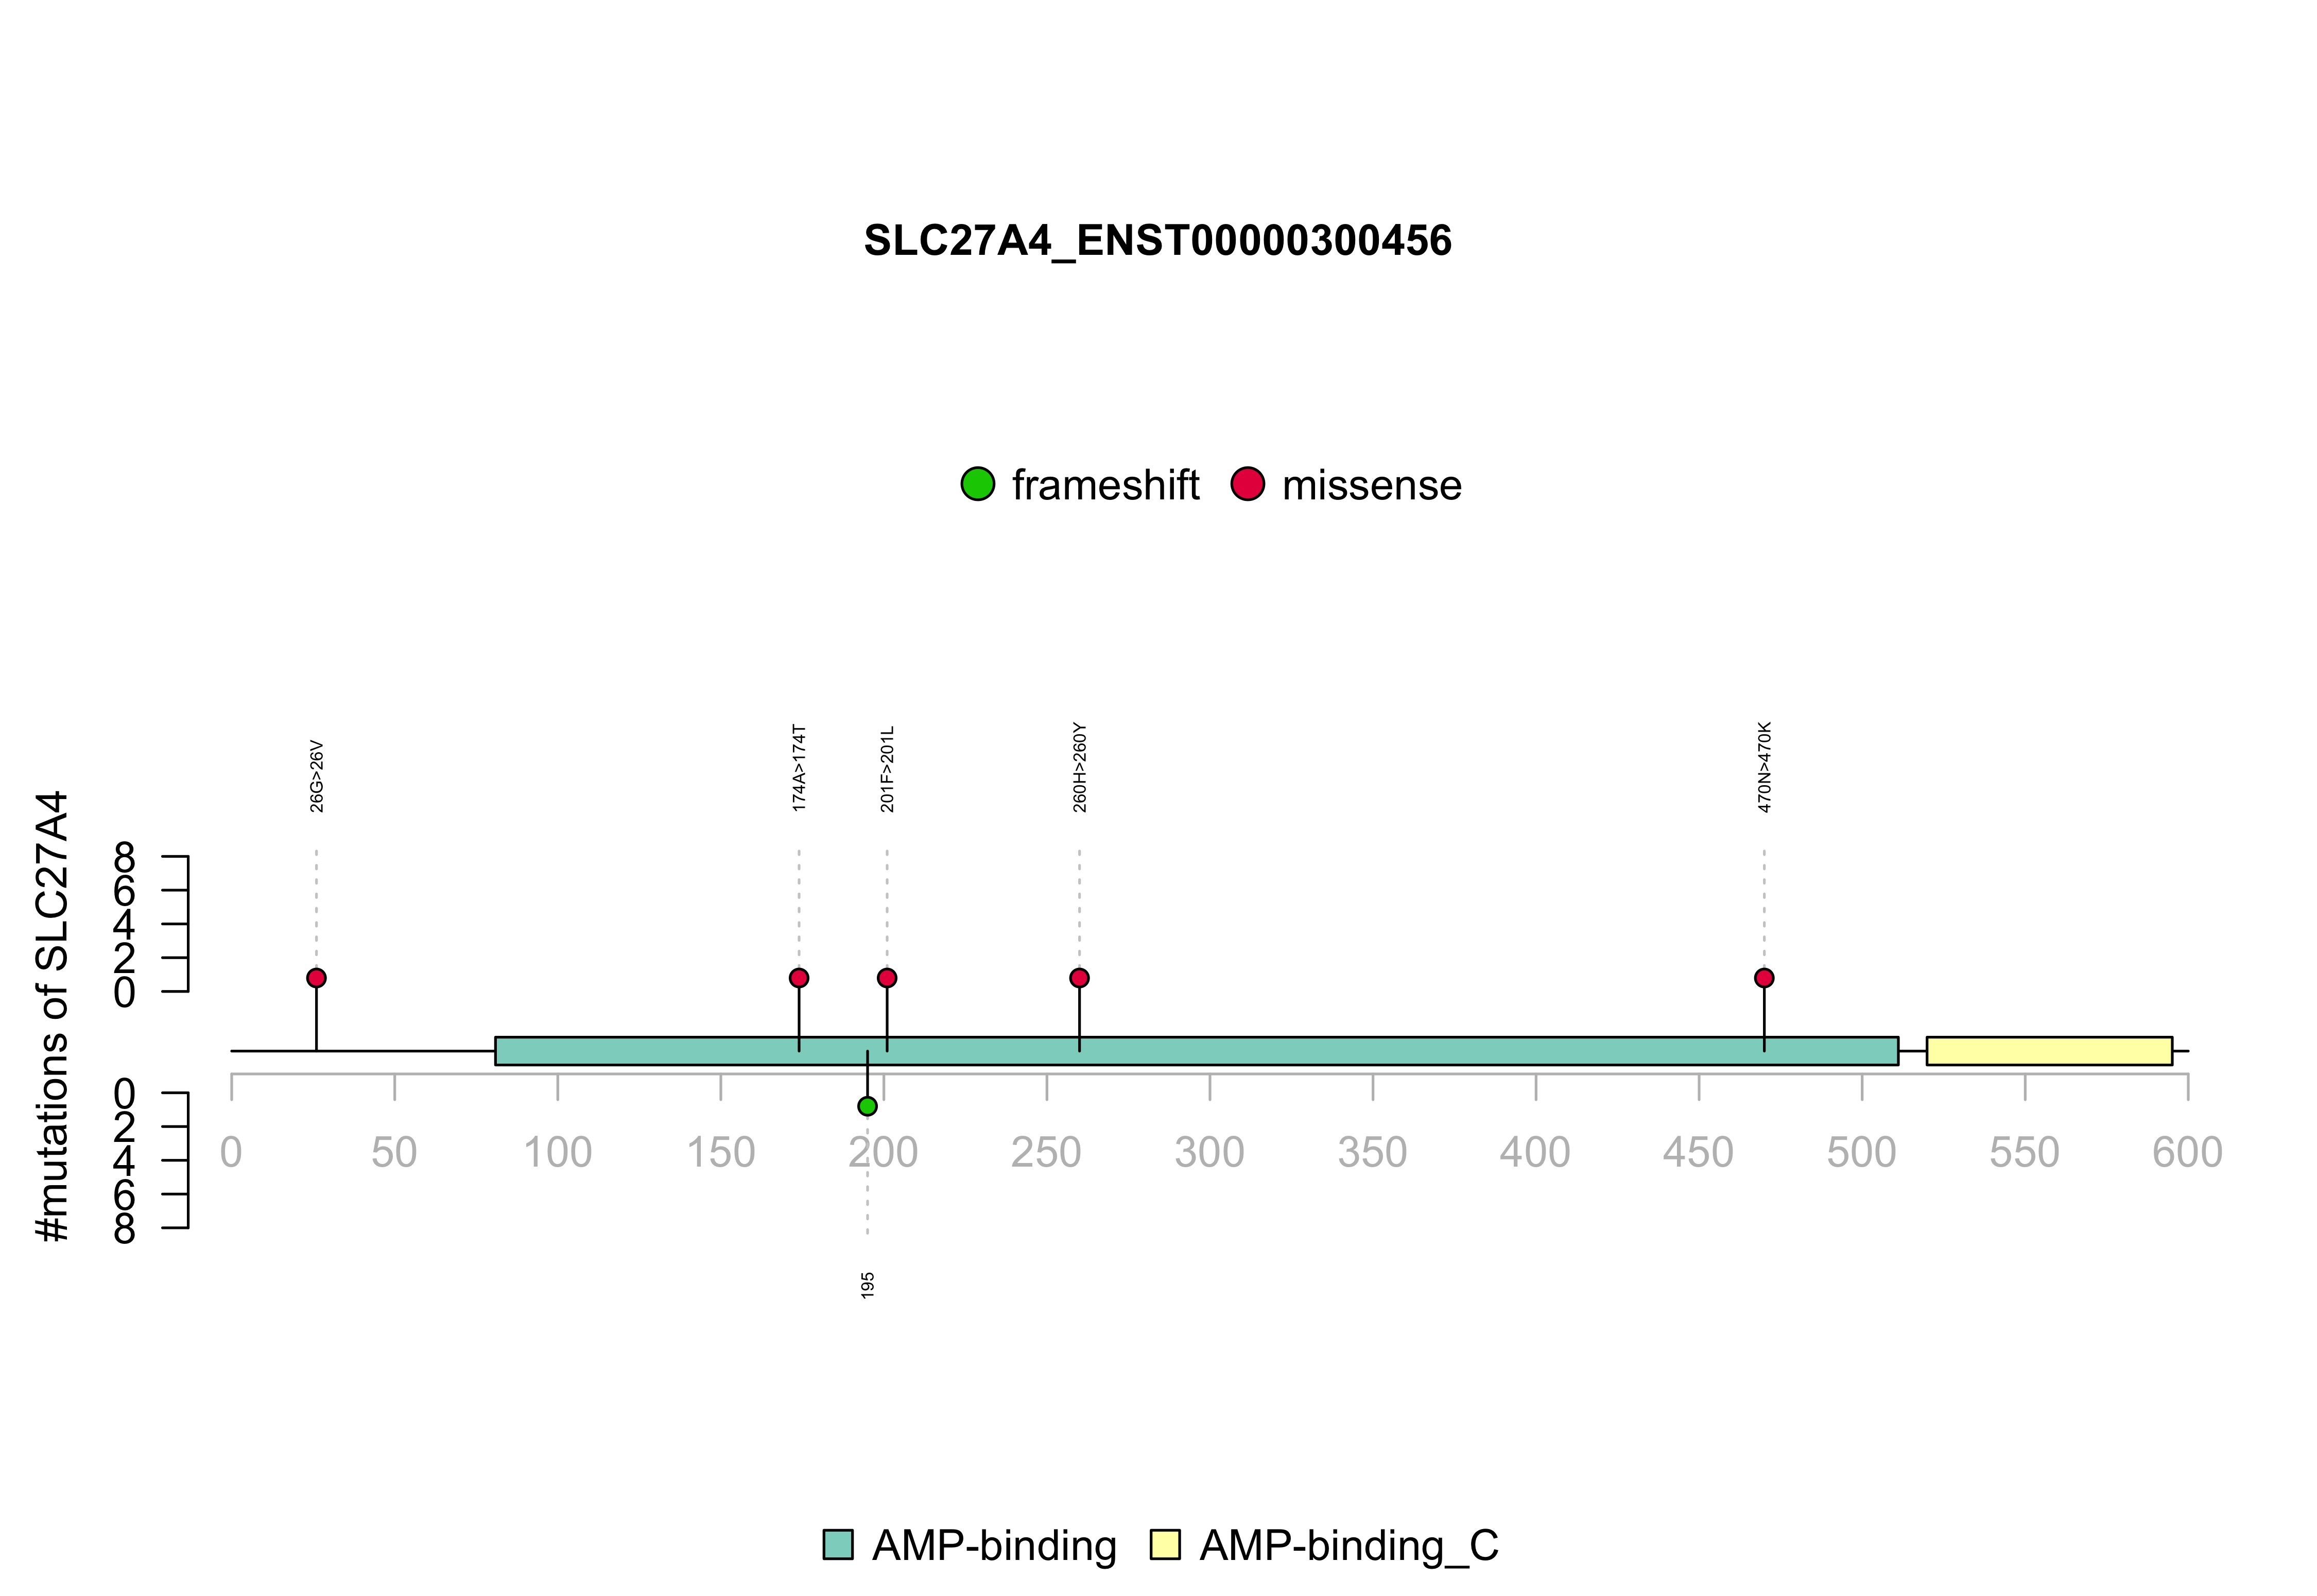 SLC27A4_ENST00000300456
frameshift missense
26G>26V
174A>174T
201F>201L
260H>260Y
470N>470K
#mutations of SLC27A4
8
6
4
2
0
0
2
4
6
8
0 50 100 150 200 250 300 350 400 450 500 550 600
195
AMP-binding AMP-binding_C